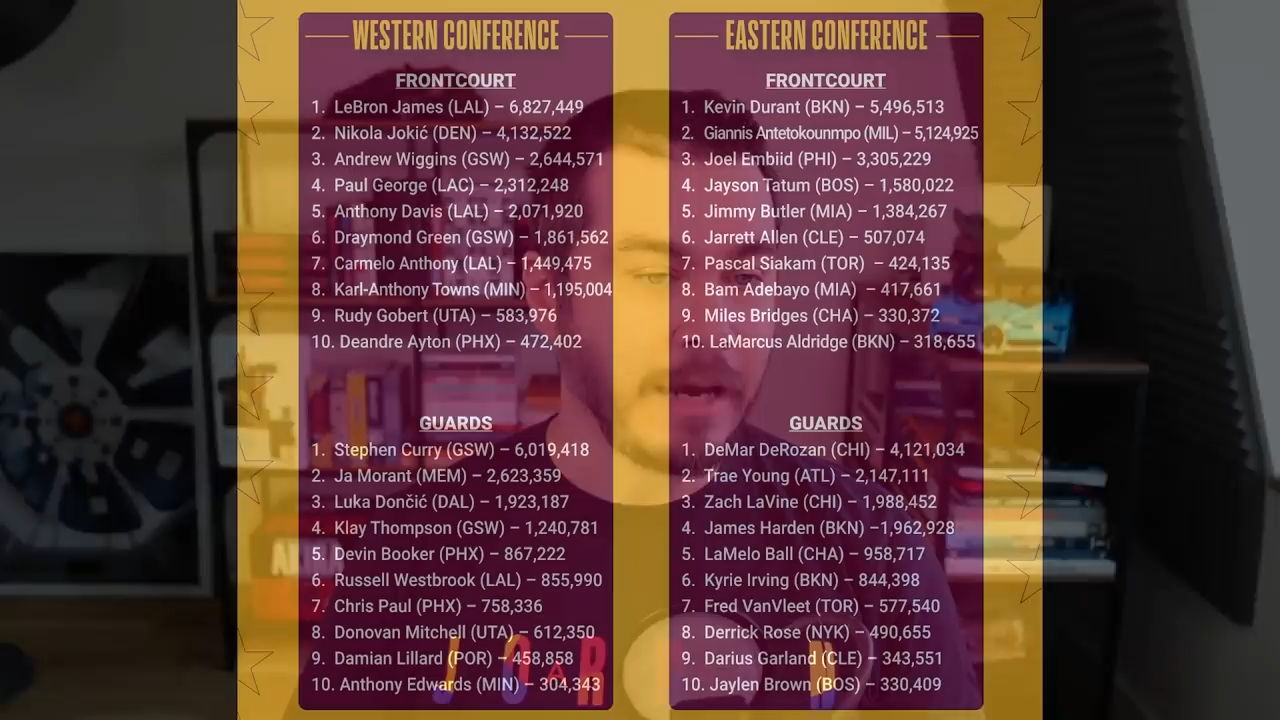 WESTERN CONFERENCE
FRONTCOURT
1. LeBron James (LAL) – 6,827,449
2. Nikola Jokić (DEN) – 4,132,522
3. Andrew Wiggins (GSW) – 2,644,571
4. Paul George (LAC) – 2,312,248
5. Anthony Davis (LAL) – 2,071,920
6. Draymond Green (GSW) – 1,861,562
7. Carmelo Anthony (LAL) – 1,449,475
8. Karl-Anthony Towns (MIN) – 1,195,004
9. Rudy Gobert (UTA) – 583,976
10. Deandre Ayton (PHX) – 472,402
GUARDS
1. Stephen Curry (GSW) – 6,019,418
2. Ja Morant (MEM) – 2,623,359
3. Luka Dončić (DAL) – 1,923,187
4. Klay Thompson (GSW) – 1,240,781
5. Devin Booker (PHX) – 867,222
6. Russell Westbrook (LAL) – 855,990
7. Chris Paul (PHX) – 758,336
8. Donovan Mitchell (UTA) – 612,350
9. Damian Lillard (POR) – 458,858
10. Anthony Edwards (MIN) – 304,343
EASTERN CONFERENCE
FRONTCOURT
1. Kevin Durant (BKN) – 5,496,513
2. Giannis Antetokounmpo (MIL) – 5,124,925
3. Joel Embiid (PHI) – 3,305,229
4. Jayson Tatum (BOS) – 1,580,022
5. Jimmy Butler (MIA) – 1,384,267
6. Jarrett Allen (CLE) – 507,074
7. Pascal Siakam (TOR) – 424,135
8. Bam Adebayo (MIA) – 417,661
9. Miles Bridges (CHA) – 330,372
10. LaMarcus Aldridge (BKN) – 318,655
GUARDS
1. DeMar DeRozan (CHI) – 4,121,034
2. Trae Young (ATL) – 2,147,111
3. Zach LaVine (CHI) – 1,988,452
4. James Harden (BKN) –1,962,928
5. LaMelo Ball (CHA) – 958,717
6. Kyrie Irving (BKN) – 844,398
7. Fred VanVleet (TOR) – 577,540
8. Derrick Rose (NYK) – 490,655
9. Darius Garland (CLE) – 343,551
10. Jaylen Brown (BOS) – 330,409